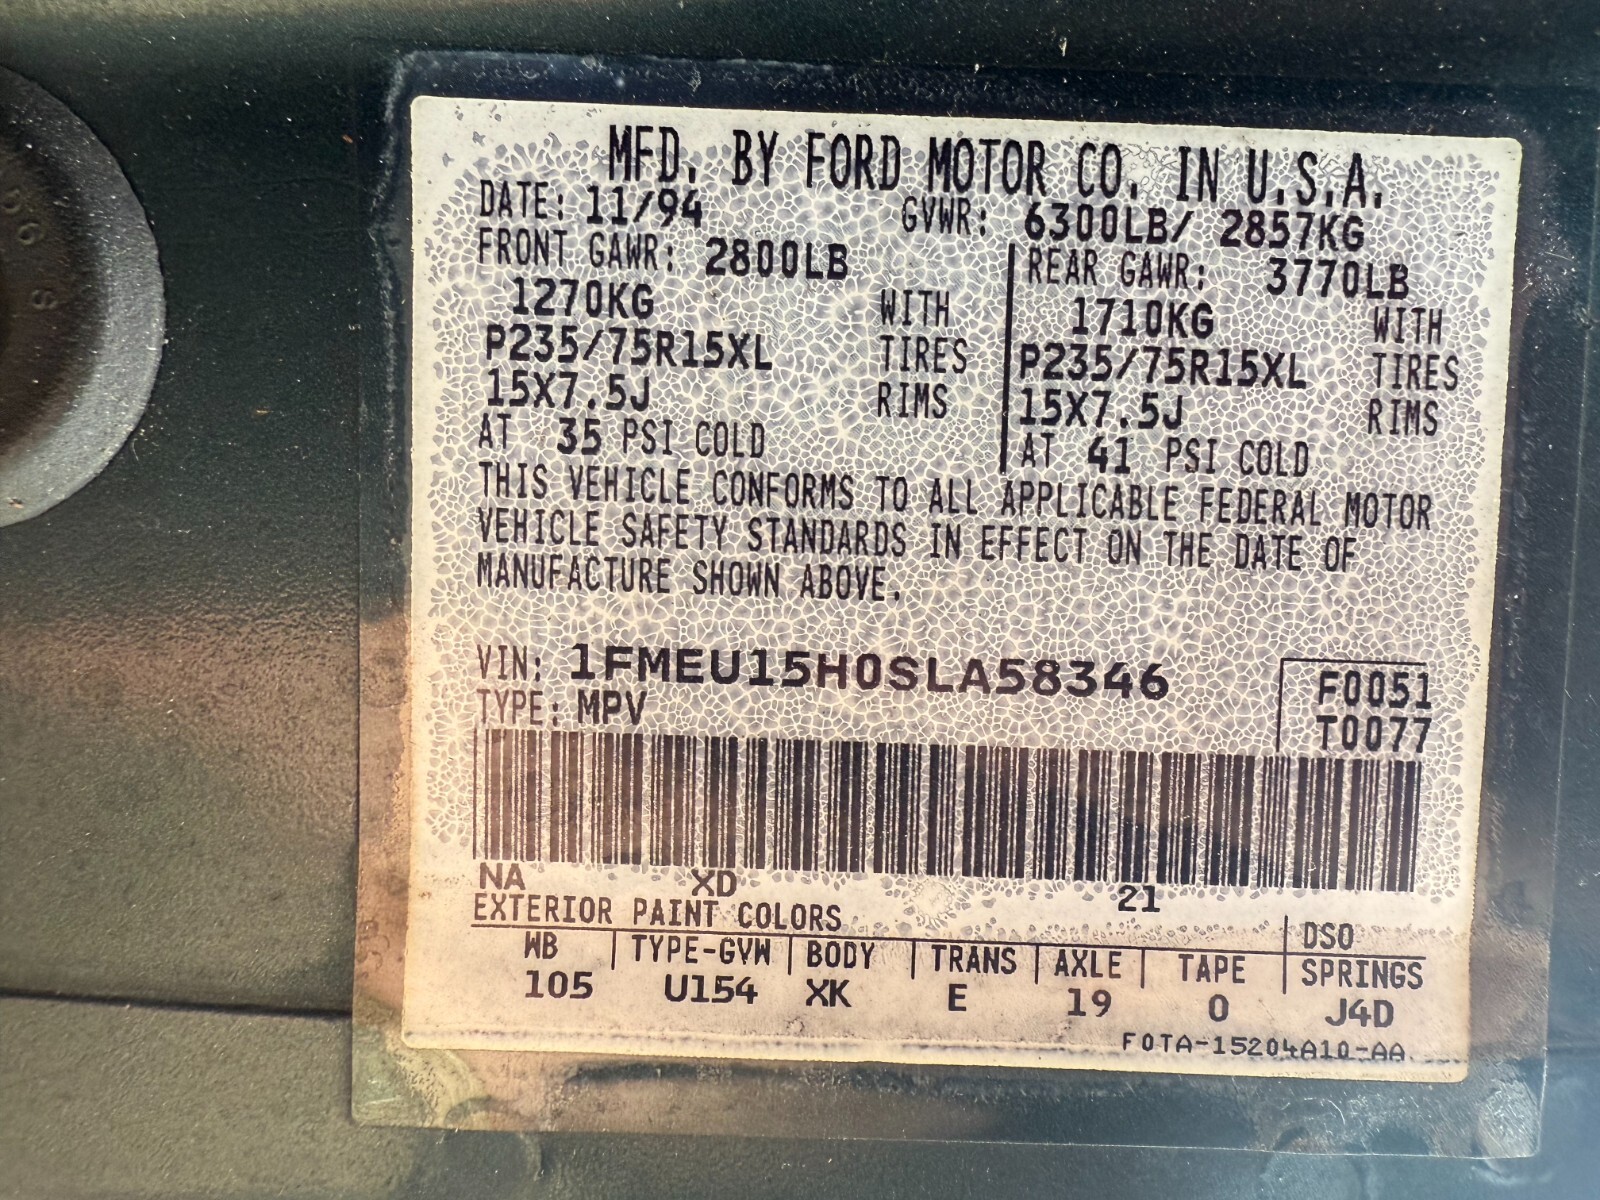 MFD. BY FORD MOTOR CO. IN U.S.A.
DATE: 11/94 GVWR: 6300LB/ 2857KG
FRONT GAWR: 2800LB REAR GAWR: 3770LB
1270KG WITH 1710KG WITH
P235/75R15XL TIRES P235/75R15XL TIRES
15X7.5J RIMS 15X7.5J RIMS
AT 35 PSI COLD AT 41 PSI COLD
THIS VEHICLE CONFORMS TO ALL APPLICABLE FEDERAL MOTOR
VEHICLE SAFETY STANDARDS IN EFFECT ON THE DATE OF
MANUFACTURE SHOWN ABOVE.
VIN: 1FMEU15H0SLA58346 F0051
TYPE: MPV T0077
NA XD 21
EXTERIOR PAINT COLORS DSO
WB TYPE-GVW BODY TRANS AXLE TAPE SPRINGS
105 U154 XK E 19 0 J4D
F0TA-15204A10-AA